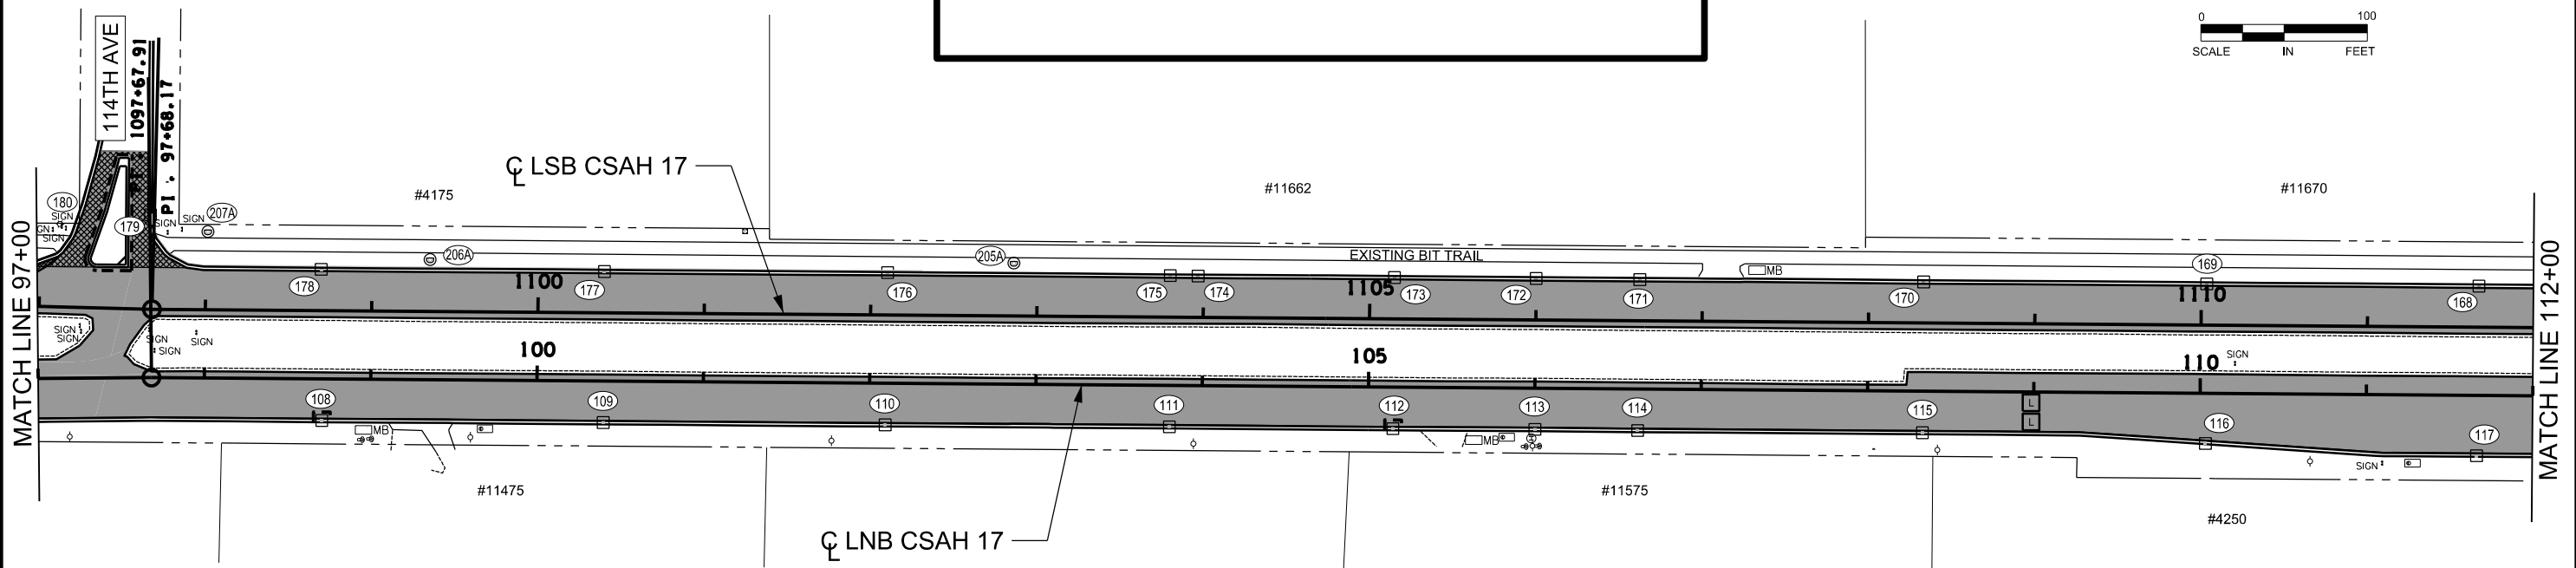 0 100
SCALE IN FEET
114TH AVE
1097+67.91
PI . 97+68.17
℄ LSB CSAH 17
#4175
#11662
#11670
180
SIGN
GN
SIGN
179
SIGN
SIGN
207A
206A
205A
EXISTING BIT TRAIL
MB
169
MATCH LINE 97+00
MATCH LINE 112+00
178
1100
177
176
175
174
1105
173
172
171
170
1110
168
SIGN
SIGN
SIGN
SIGN
SIGN
100
105
110
SIGN
108
109
110
111
112
113
114
115
L
L
116
117
MB
MB
SIGN
#11475
#11575
#4250
℄ LNB CSAH 17